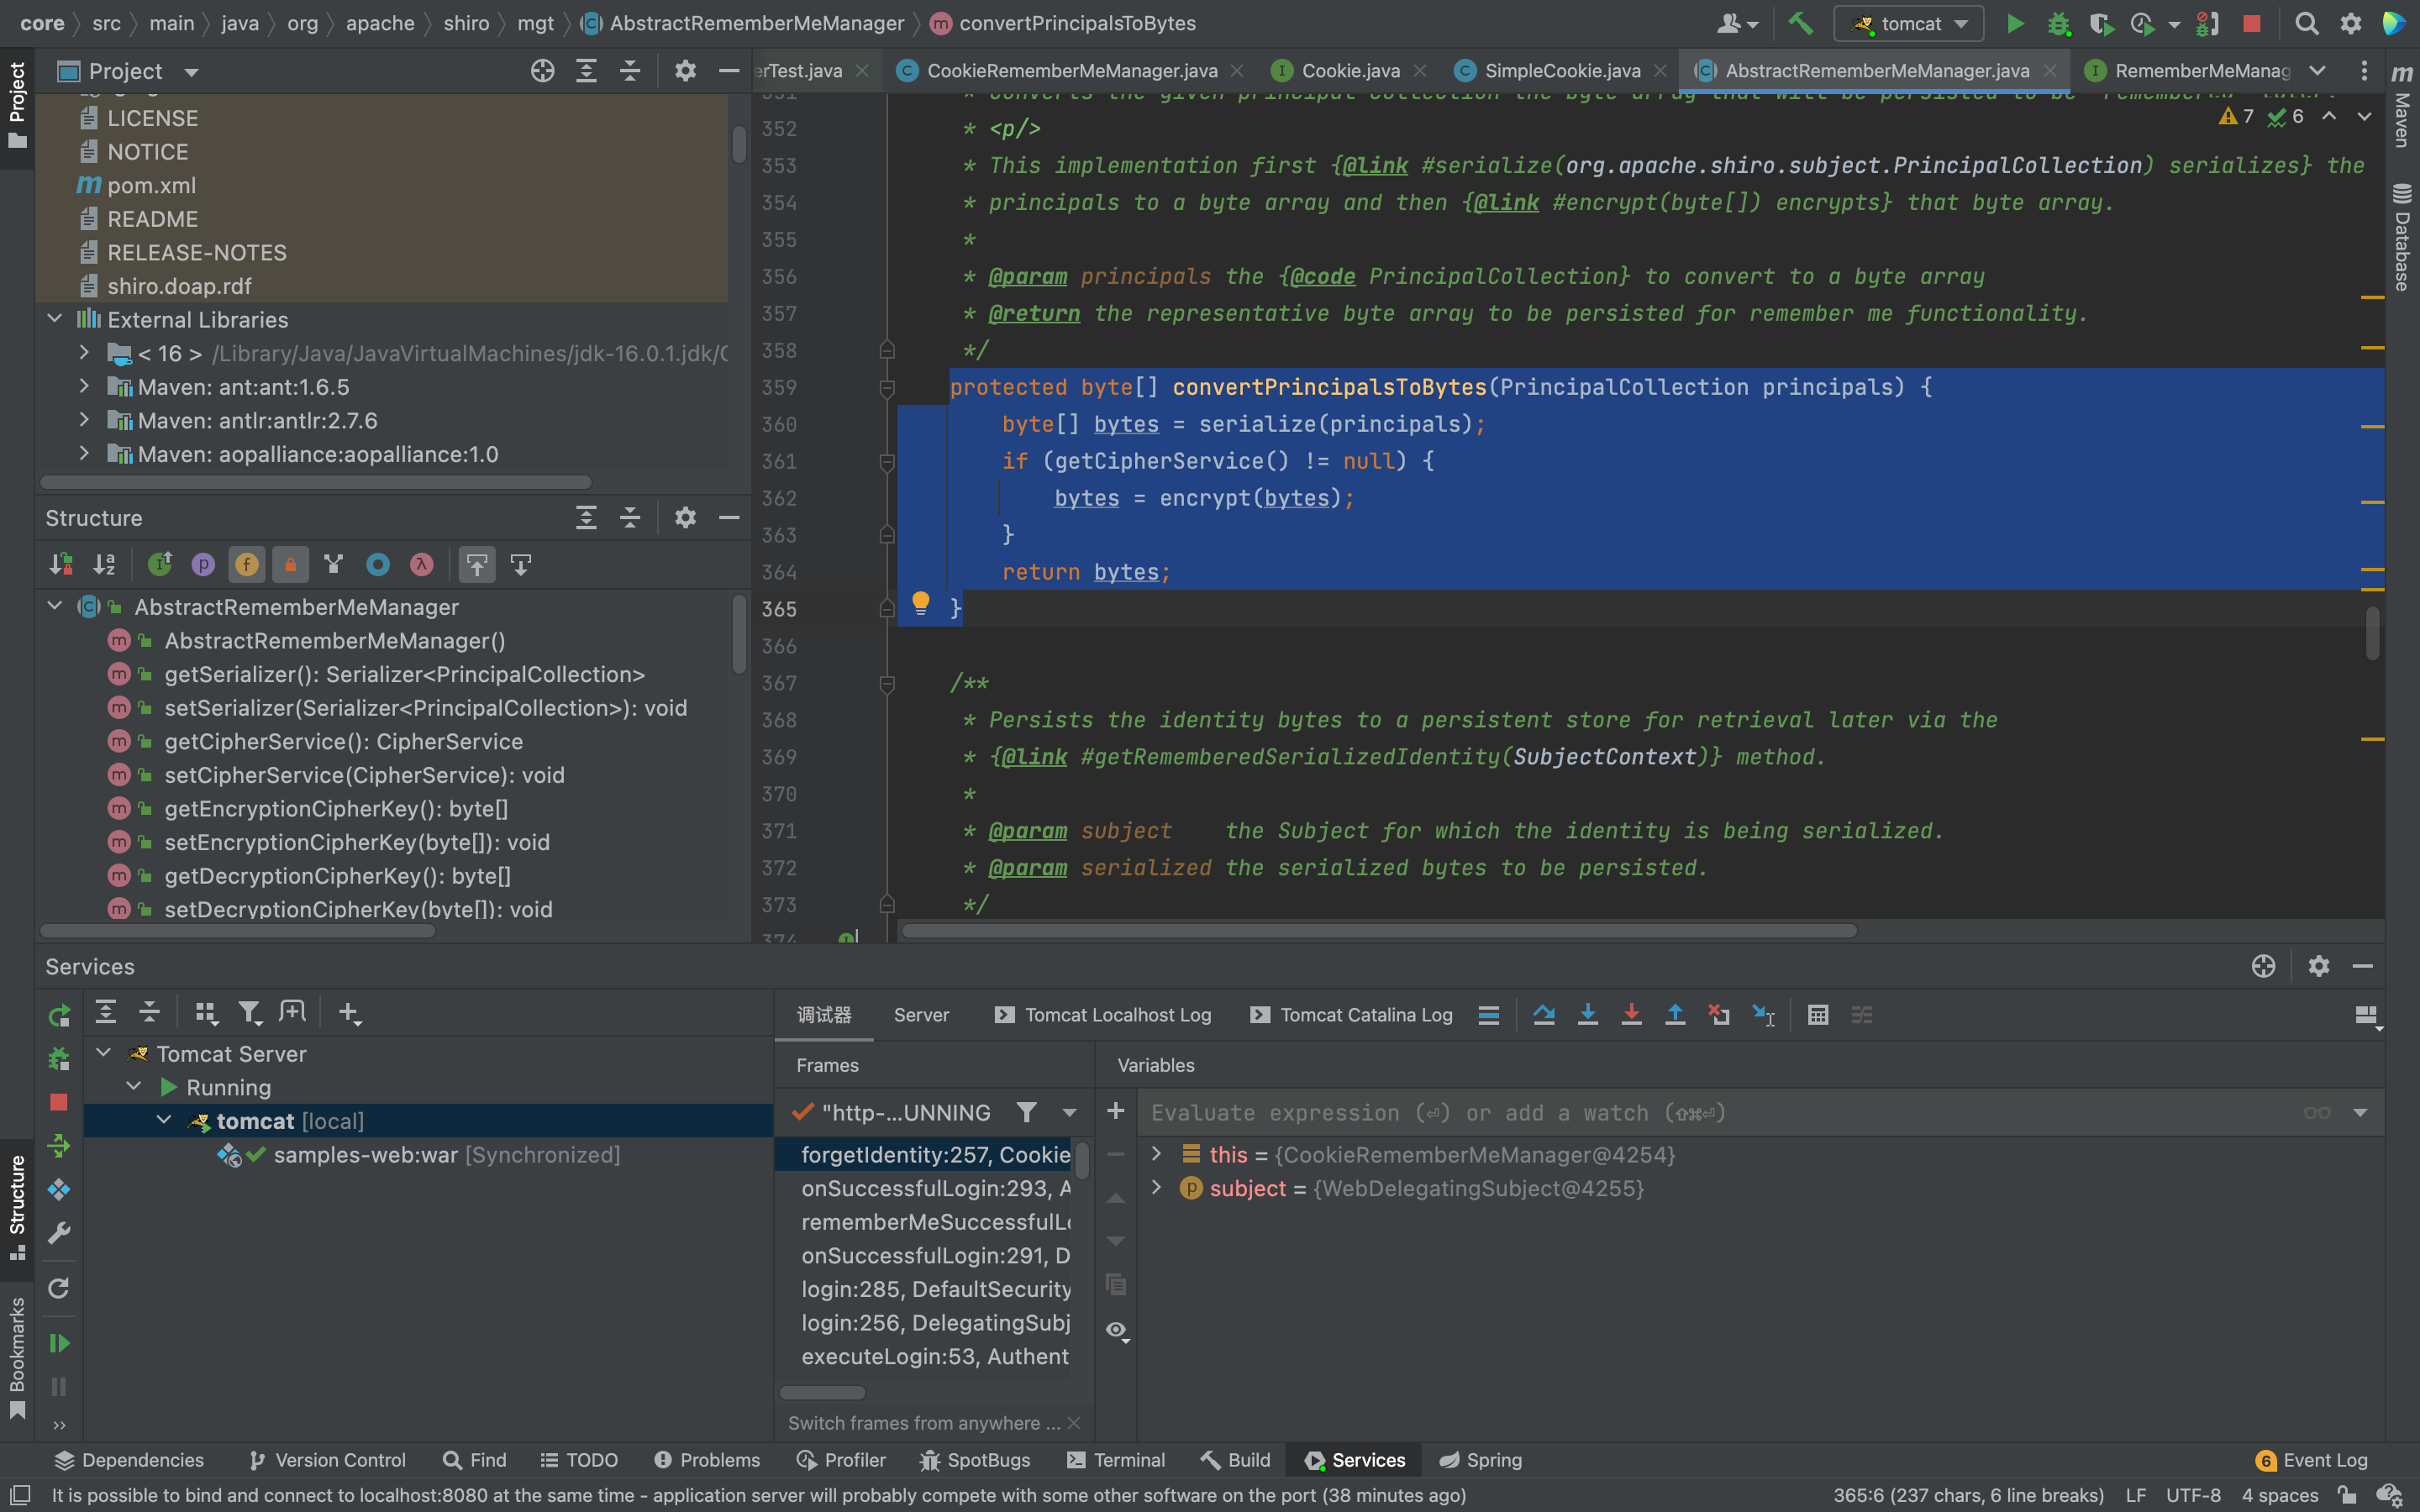 core src main java org apache shiro mgt AbstractRememberMeManager convertPrincipalsToBytes tomcat
Project
erTest.java CookieRememberMeManager.java Cookie.java SimpleCookie.java AbstractRememberMeManager.java RememberMeManag
Project
LICENSE
NOTICE
pom.xml
README
RELEASE-NOTES
shiro.doap.rdf
External Libraries
< 16 > /Library/Java/JavaVirtualMachines/jdk-16.0.1.jdk/C
Maven: ant:ant:1.6.5
Maven: antlr:antlr:2.7.6
Maven: aopalliance:aopalliance:1.0
Structure
AbstractRememberMeManager
AbstractRememberMeManager()
getSerializer(): Serializer<PrincipalCollection>
setSerializer(Serializer<PrincipalCollection>): void
getCipherService(): CipherService
setCipherService(CipherService): void
getEncryptionCipherKey(): byte[]
setEncryptionCipherKey(byte[]): void
getDecryptionCipherKey(): byte[]
setDecryptionCipherKey(byte[]): void
7 6
352 * <p/>
353 * This implementation first {@link #serialize(org.apache.shiro.subject.PrincipalCollection) serializes} the
354 * principals to a byte array and then {@link #encrypt(byte[]) encrypts} that byte array.
355 *
356 * @param principals the {@code PrincipalCollection} to convert to a byte array
357 * @return the representative byte array to be persisted for remember me functionality.
358 */
359 protected byte[] convertPrincipalsToBytes(PrincipalCollection principals) {
360 byte[] bytes = serialize(principals);
361 if (getCipherService() != null) {
362 bytes = encrypt(bytes);
363 }
364 return bytes;
365 }
366
367 /**
368 * Persists the identity bytes to a persistent store for retrieval later via the
369 * {@link #getRememberedSerializedIdentity(SubjectContext)} method.
370 *
371 * @param subject the Subject for which the identity is being serialized.
372 * @param serialized the serialized bytes to be persisted.
373 */
374
Maven
Database
Services
调试器 Server Tomcat Localhost Log Tomcat Catalina Log
Tomcat Server
Running
tomcat [local]
samples-web:war [Synchronized]
Frames
"http-...UNNING
forgetIdentity:257, Cookie
onSuccessfulLogin:293, A
rememberMeSuccessfulLo
onSuccessfulLogin:291, D
login:285, DefaultSecurity
login:256, DelegatingSubj
executeLogin:53, Authent
Switch frames from anywhere ...
Variables
Evaluate expression (⏎) or add a watch (⇧⌘⏎)
this = {CookieRememberMeManager@4254}
subject = {WebDelegatingSubject@4255}
Structure
Bookmarks
Dependencies Version Control Find TODO Problems Profiler SpotBugs Terminal Build Services Spring 6 Event Log
It is possible to bind and connect to localhost:8080 at the same time - application server will probably compete with some other software on the port (38 minutes ago) 365:6 (237 chars, 6 line breaks) LF UTF-8 4 spaces